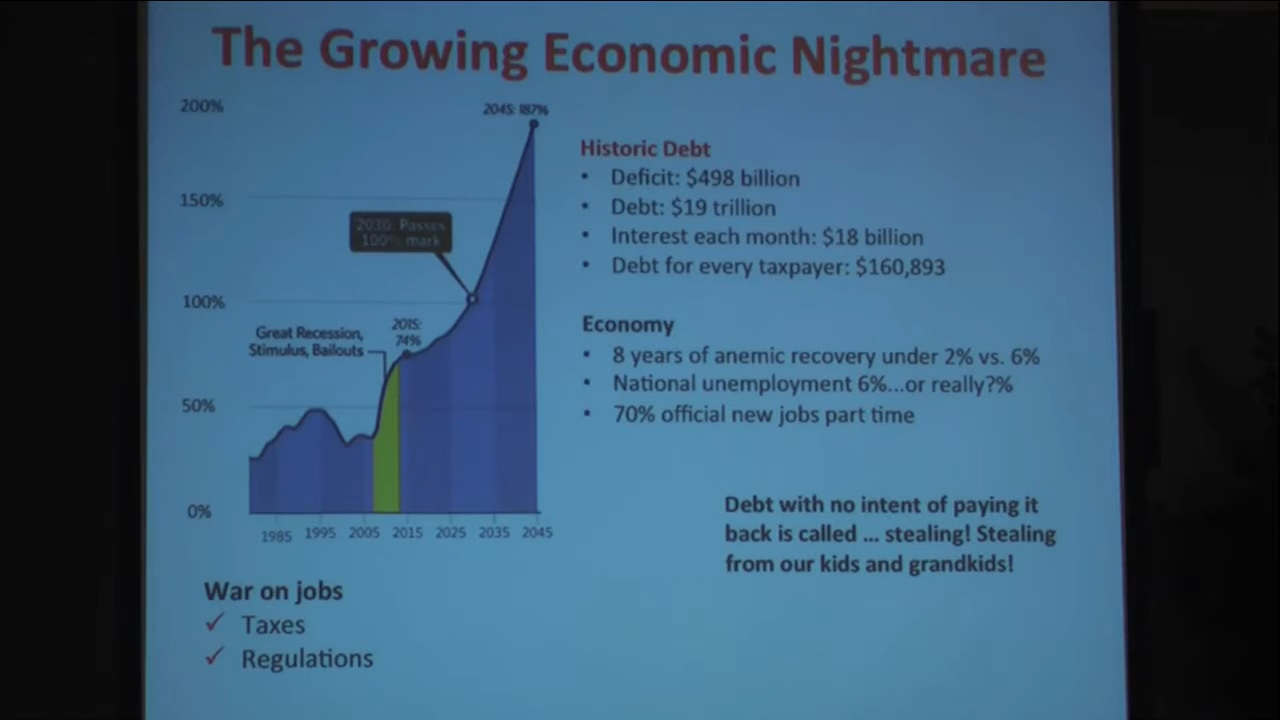 The Growing Economic Nightmare
200%
150%
100%
50%
0%
2045: 187%
2030: Passes
100% mark
2015:
74%
Great Recession,
Stimulus, Bailouts
1985 1995 2005 2015 2025 2035 2045
Historic Debt
• Deficit: $498 billion
• Debt: $19 trillion
• Interest each month: $18 billion
• Debt for every taxpayer: $160,893
Economy
• 8 years of anemic recovery under 2% vs. 6%
• National unemployment 6%...or really?%
• 70% official new jobs part time
Debt with no intent of paying it
back is called ... stealing! Stealing
from our kids and grandkids!
War on jobs
✓ Taxes
✓ Regulations